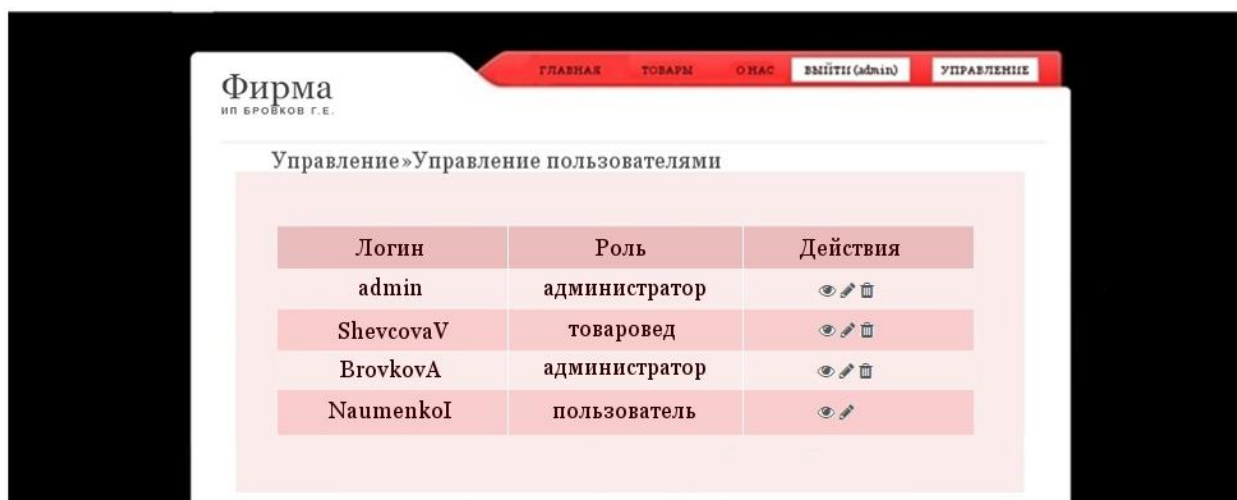 ГЛАВНАЯ ТОВАРЫ О НАС ВЫЙТИ (admin) УПРАВЛЕНИЕ
Фирма
ИП БРОВКОВ Г.Е.
Управление»Управление пользователями
Логин Роль Действия
admin администратор
ShevcovaV товаровед
BrovkovA администратор
NaumenkoI пользователь